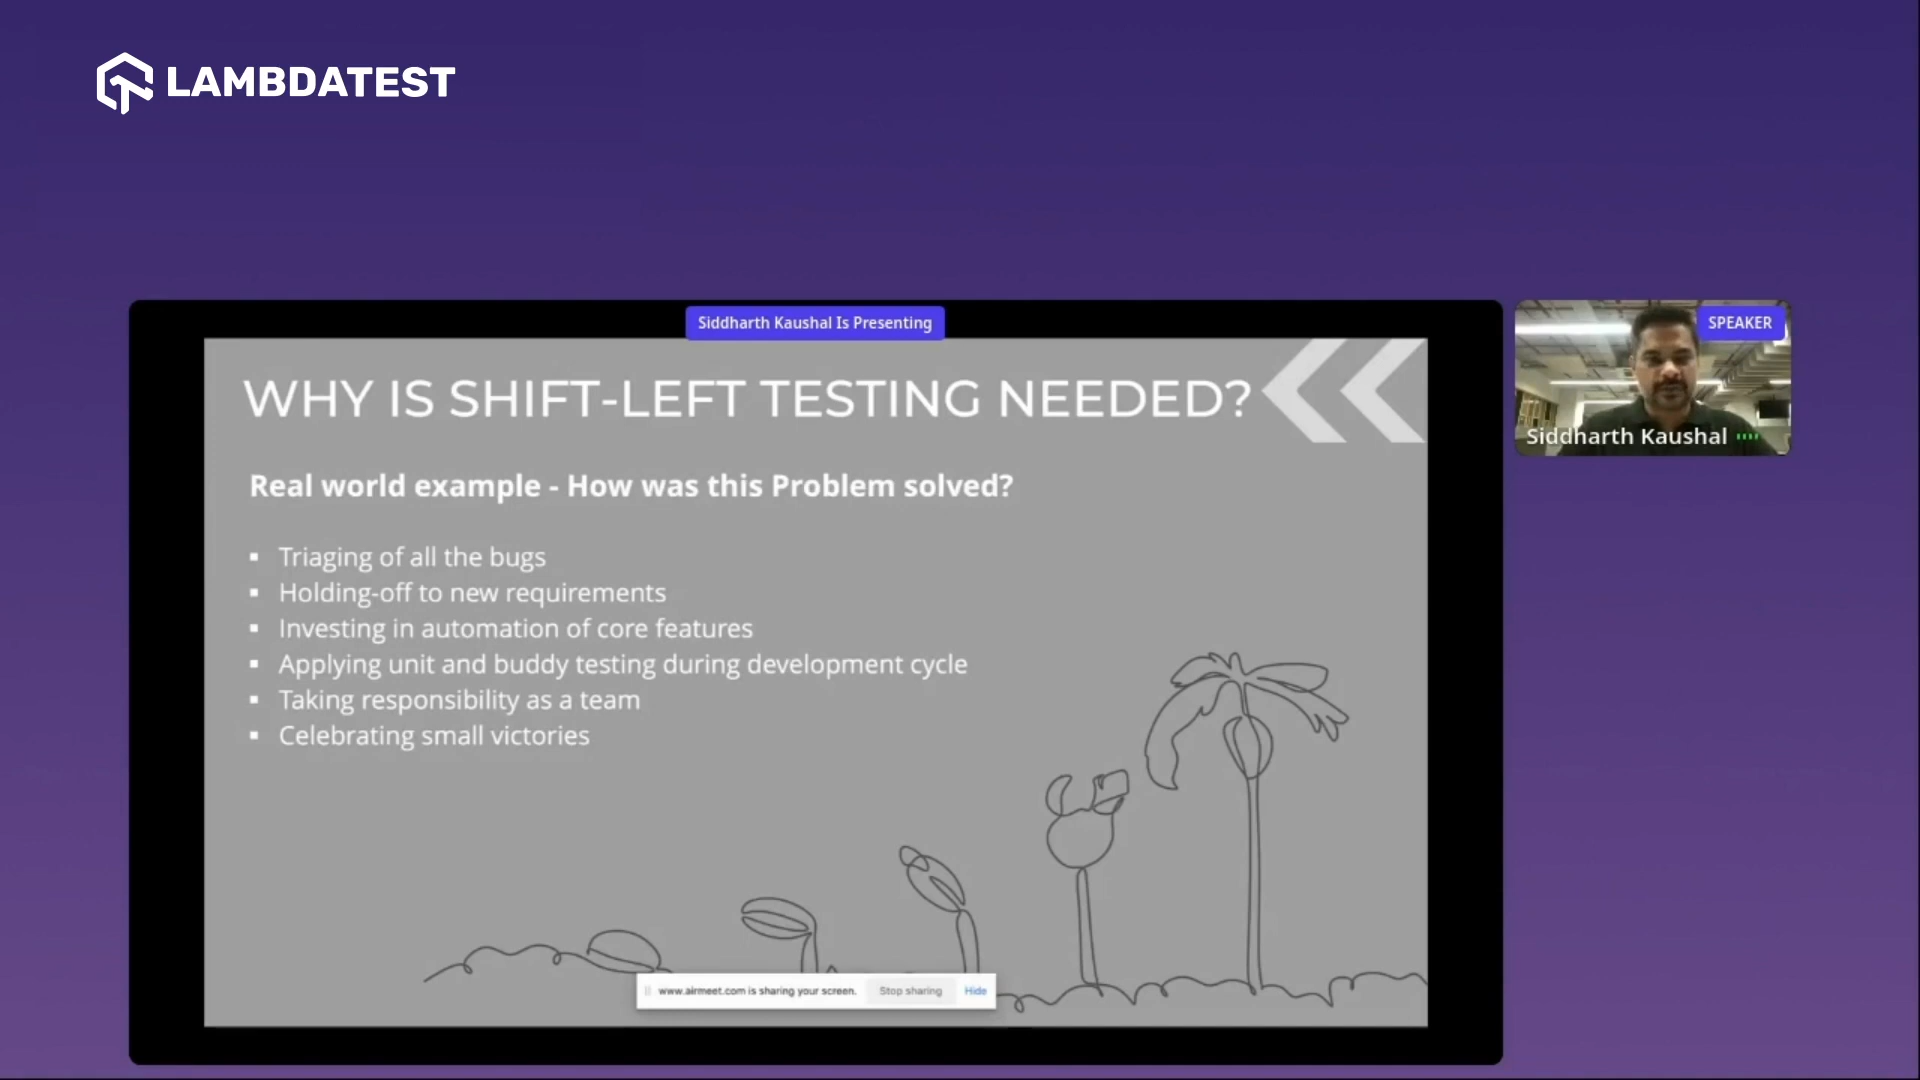 LAMBDATEST
Siddharth Kaushal Is Presenting
SPEAKER
Siddharth Kaushal
WHY IS SHIFT-LEFT TESTING NEEDED?
Real world example - How was this Problem solved?
▪ Triaging of all the bugs
▪ Holding-off to new requirements
▪ Investing in automation of core features
▪ Applying unit and buddy testing during development cycle
▪ Taking responsibility as a team
▪ Celebrating small victories
www.airmeet.com is sharing your screen. Stop sharing Hide